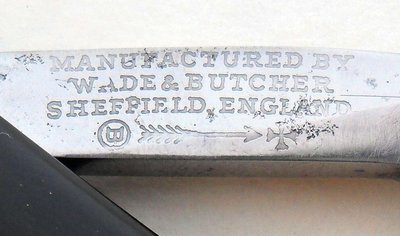 MANUFACTURED BY
WADE & BUTCHER
SHEFFIELD, ENGLAND
B